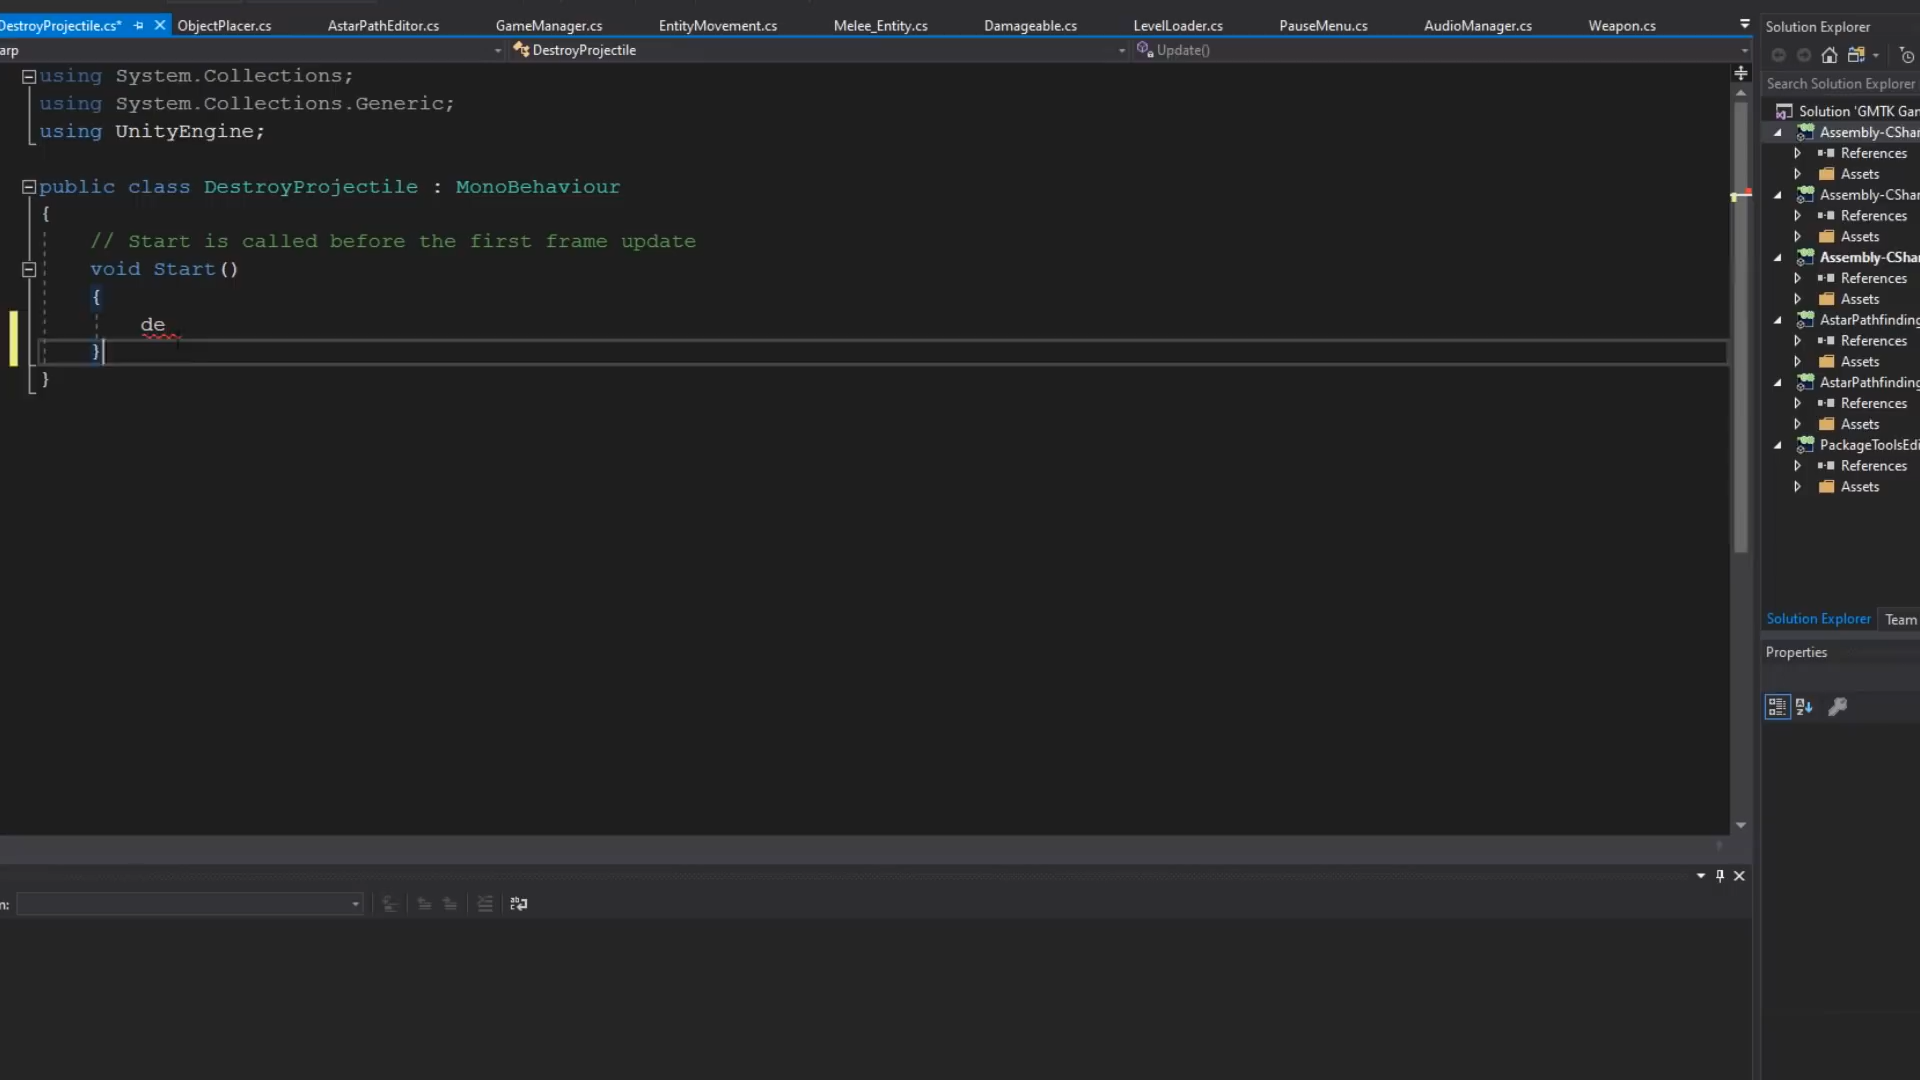 DestroyProjectile.cs*
ObjectPlacer.cs
AstarPathEditor.cs
GameManager.cs
EntityMovement.cs
Melee_Entity.cs
Damageable.cs
LevelLoader.cs
PauseMenu.cs
AudioManager.cs
Weapon.cs
Solution Explorer
arp
DestroyProjectile
Update()
using System.Collections;
using System.Collections.Generic;
using UnityEngine;
public class DestroyProjectile : MonoBehaviour
{
// Start is called before the first frame update
void Start()
{
de
}
}
Search Solution Explorer
Solution 'GMTK Gan
Assembly-CShar
References
Assets
Assembly-CShar
References
Assets
Assembly-CShar
References
Assets
AstarPathfinding
References
Assets
AstarPathfinding
References
Assets
PackageToolsEdi
References
Assets
Solution Explorer
Team
Properties
m: